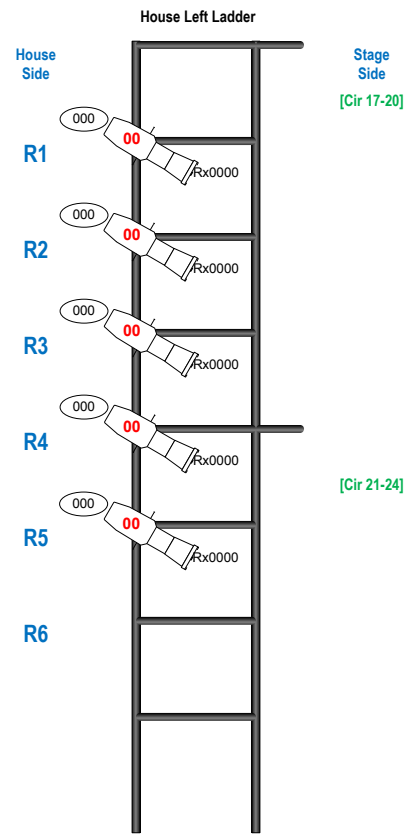 House Left Ladder
House
Side
Stage
Side
[Cir 17-20]
000
00
R1
Rx0000
000
00
R2
Rx0000
000
00
R3
Rx0000
000
00
R4
Rx0000
[Cir 21-24]
000
00
R5
Rx0000
R6